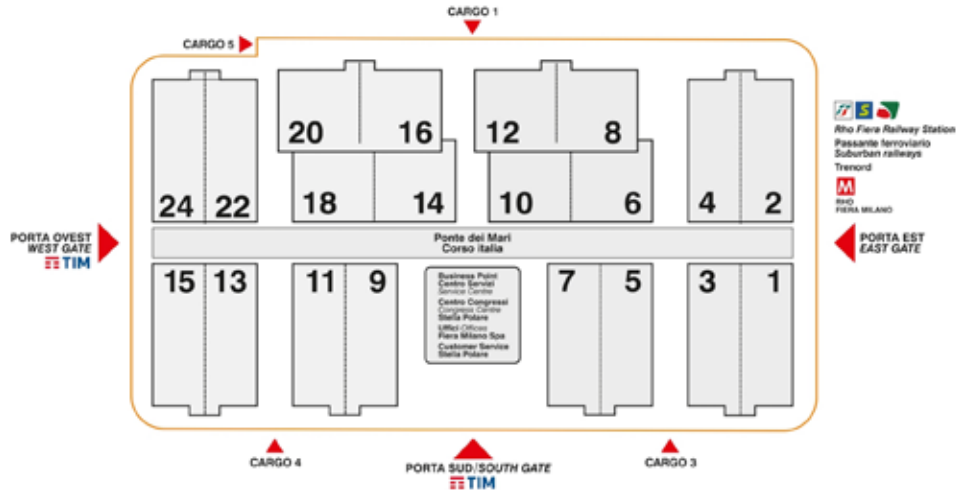 CARGO 1
CARGO 5
20 16 12 8
18 14 10 6
24 22 4 2
Rho Fiera Railway Station
Passante ferroviario
Suburban railways
Trenord
M
RHO
FIERA MILANO
PORTA OVEST
WEST GATE
TIM
Ponte dei Mari
Corso italia
PORTA EST
EAST GATE
15 13 11 9 7 5 3 1
Business Point
Centro Servizi
Service Centre
Centro Congressi
Congress Centre
Stella Polare
Uffici Offices
Fiera Milano Spa
Customer Service
Stella Polare
CARGO 4
PORTA SUD/SOUTH GATE
TIM
CARGO 3